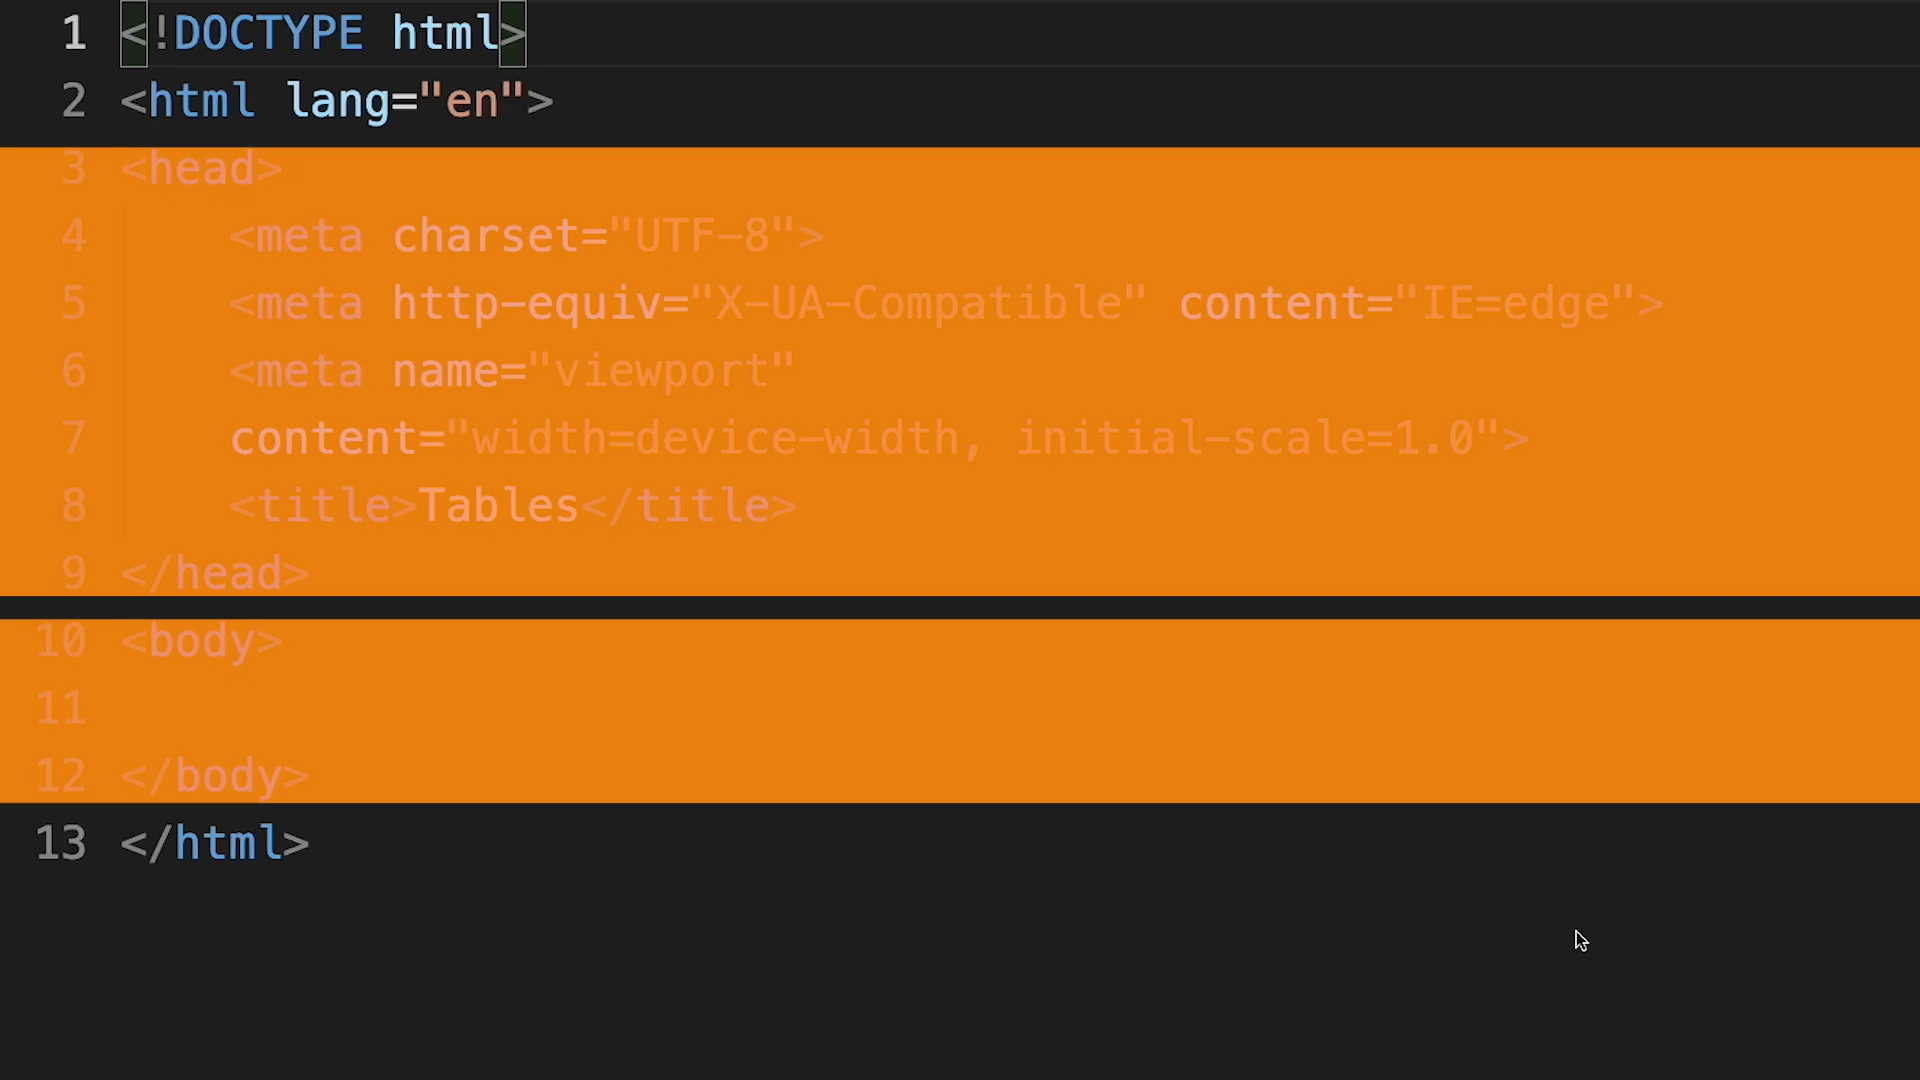 1 <!DOCTYPE html>
2 <html lang="en">
3 <head>
4     <meta charset="UTF-8">
5     <meta http-equiv="X-UA-Compatible" content="IE=edge">
6     <meta name="viewport"
7     content="width=device-width, initial-scale=1.0">
8     <title>Tables</title>
9 </head>
10 <body>
11
12 </body>
13 </html>